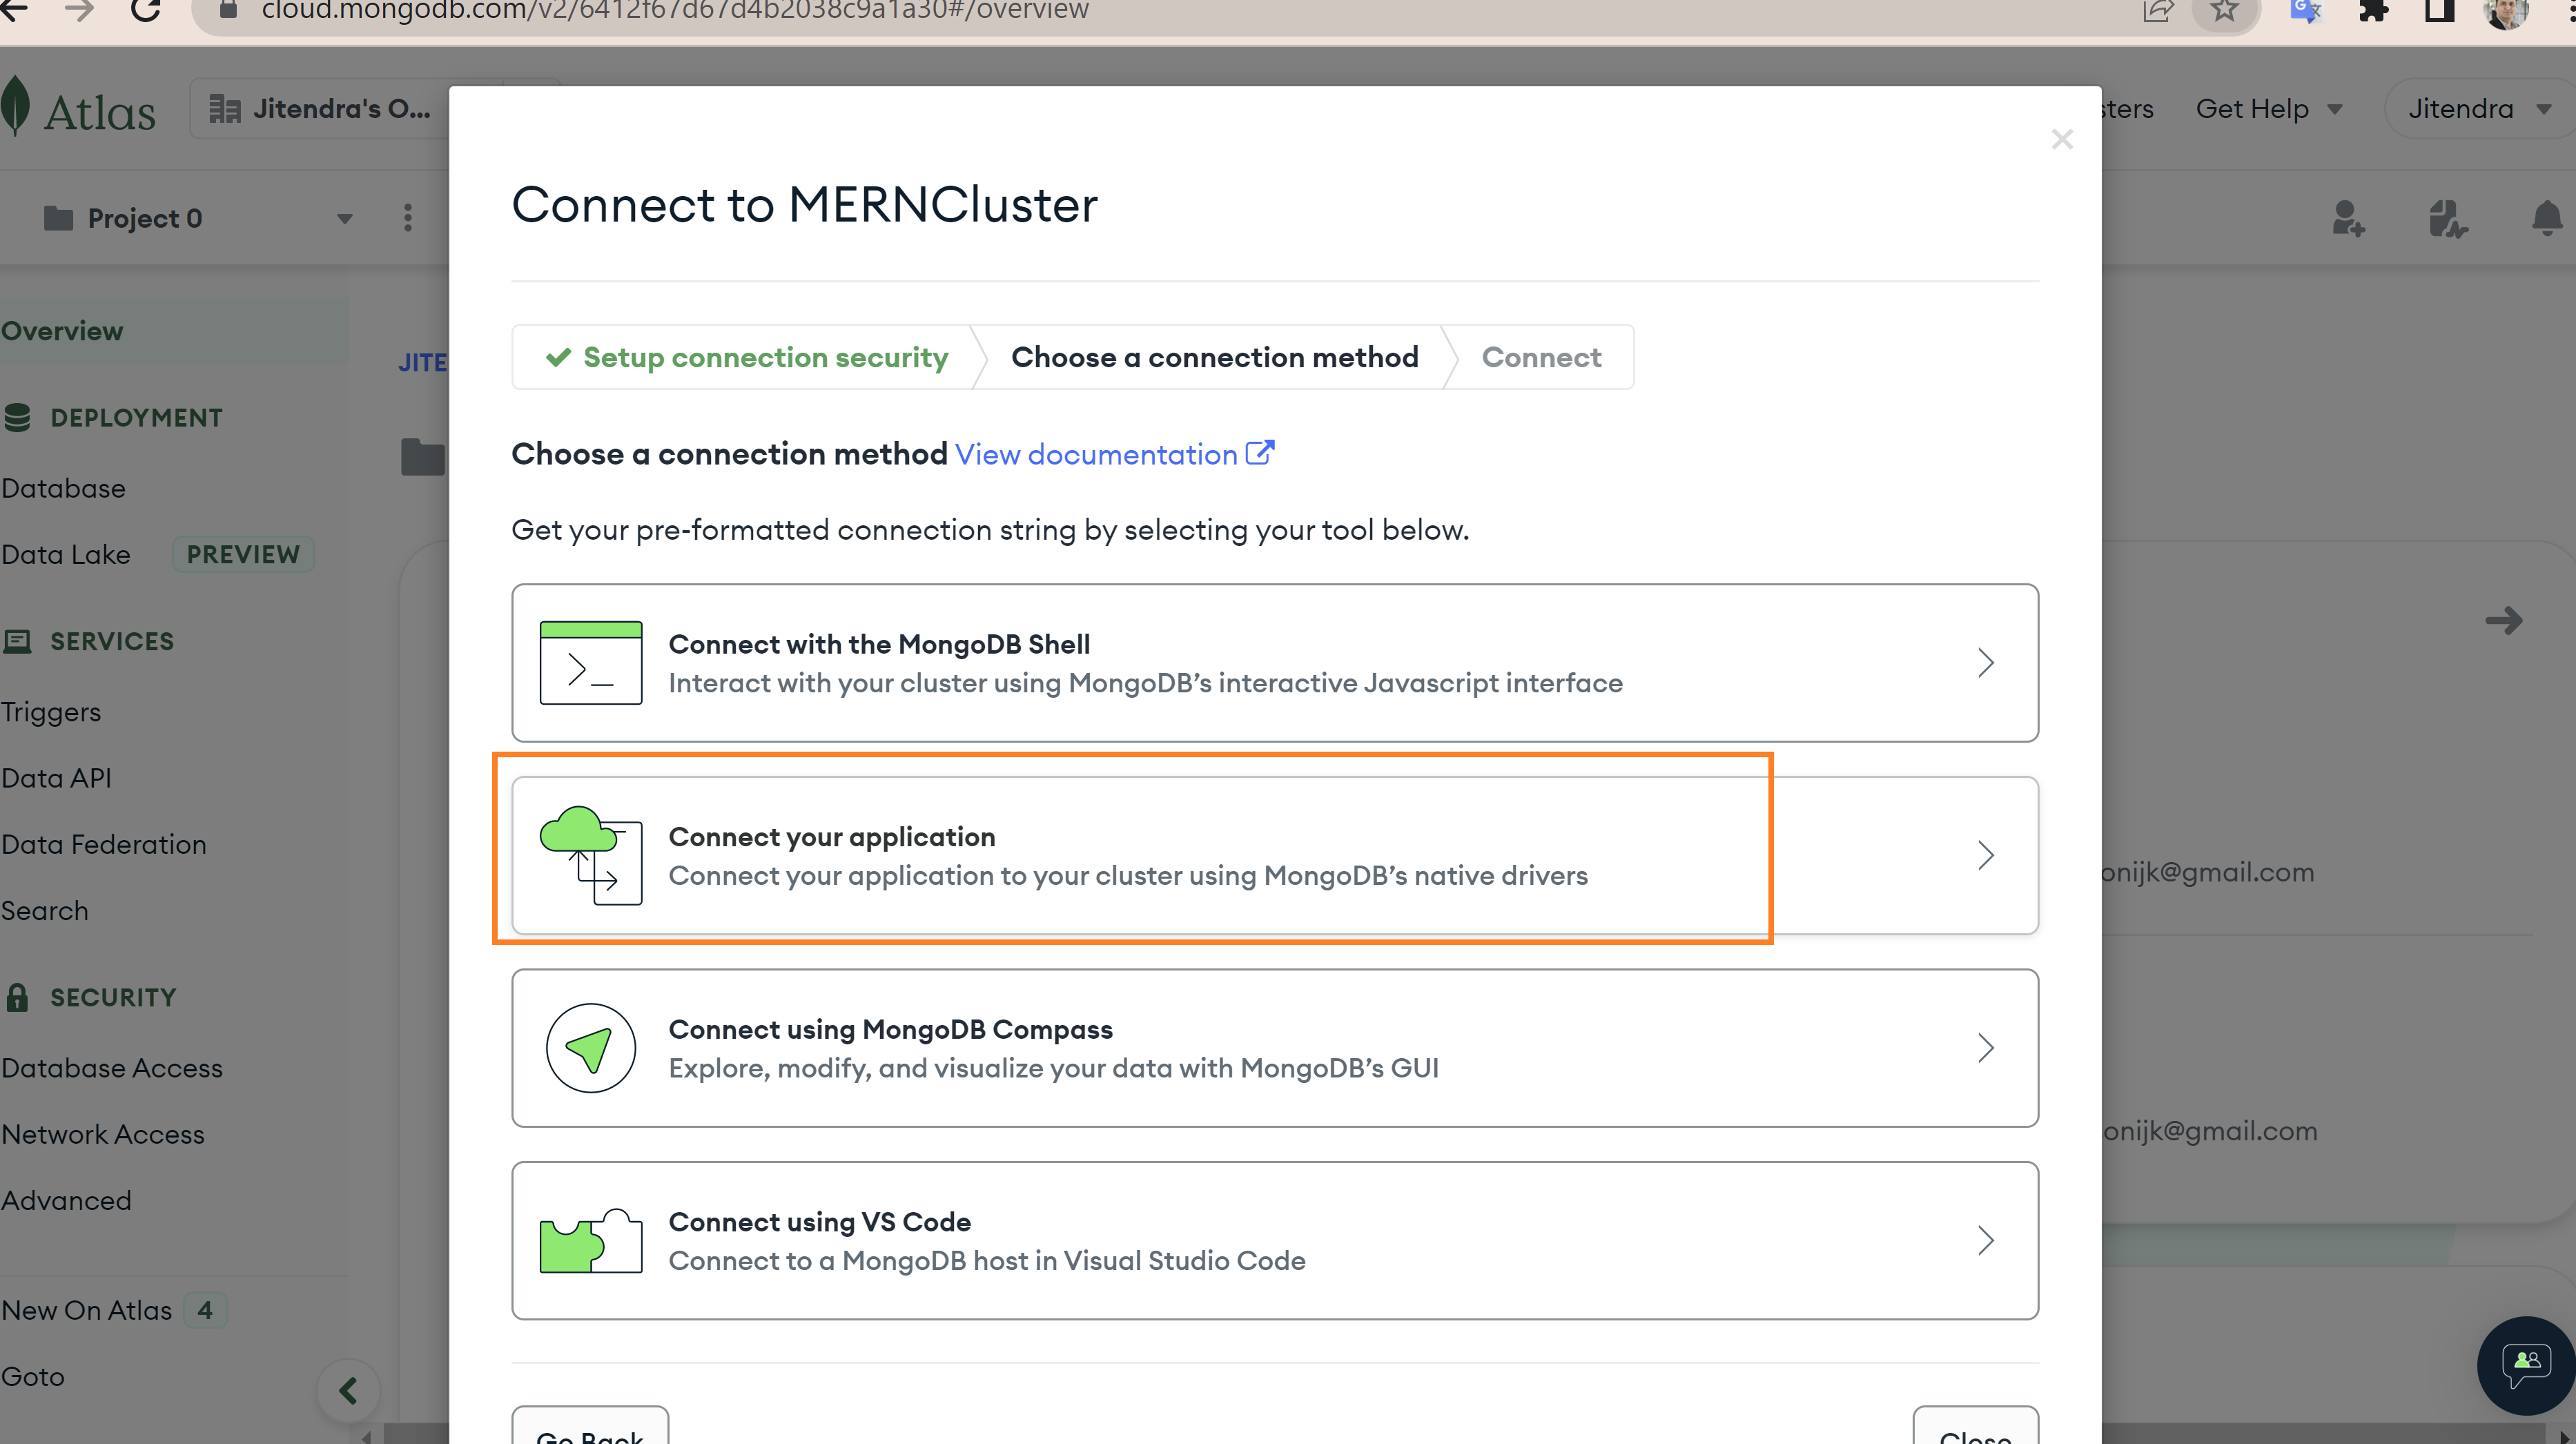 cloud.mongodb.com/v2/6412f67d67d4b2038c9a1a30#/overview
Atlas
Jitendra's O...
sters
Get Help
Jitendra
Project 0
Overview
DEPLOYMENT
Database
Data Lake PREVIEW
SERVICES
Triggers
Data API
Data Federation
Search
SECURITY
Database Access
Network Access
Advanced
New On Atlas 4
Goto
JITE
Connect to MERNCluster
Setup connection security
Choose a connection method
Connect
Choose a connection method View documentation
Get your pre-formatted connection string by selecting your tool below.
Connect with the MongoDB Shell
Interact with your cluster using MongoDB’s interactive Javascript interface
Connect your application
Connect your application to your cluster using MongoDB’s native drivers
Connect using MongoDB Compass
Explore, modify, and visualize your data with MongoDB’s GUI
Connect using VS Code
Connect to a MongoDB host in Visual Studio Code
Go Back
Close
onijk@gmail.com
onijk@gmail.com